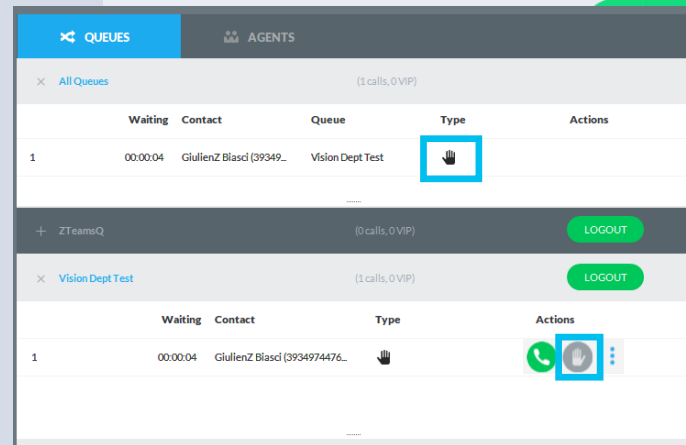 QUEUES AGENTS
× All Queues (1 calls, 0 VIP)
Waiting Contact Queue Type Actions
1 00:00:04 GiulienZ Biasci (39349... Vision Dept Test
.......
+ ZTeamsQ (0 calls, 0 VIP) LOGOUT
× Vision Dept Test (1 calls, 0 VIP) LOGOUT
Waiting Contact Type Actions
1 00:00:04 GiulienZ Biasci (3934974476...
.......